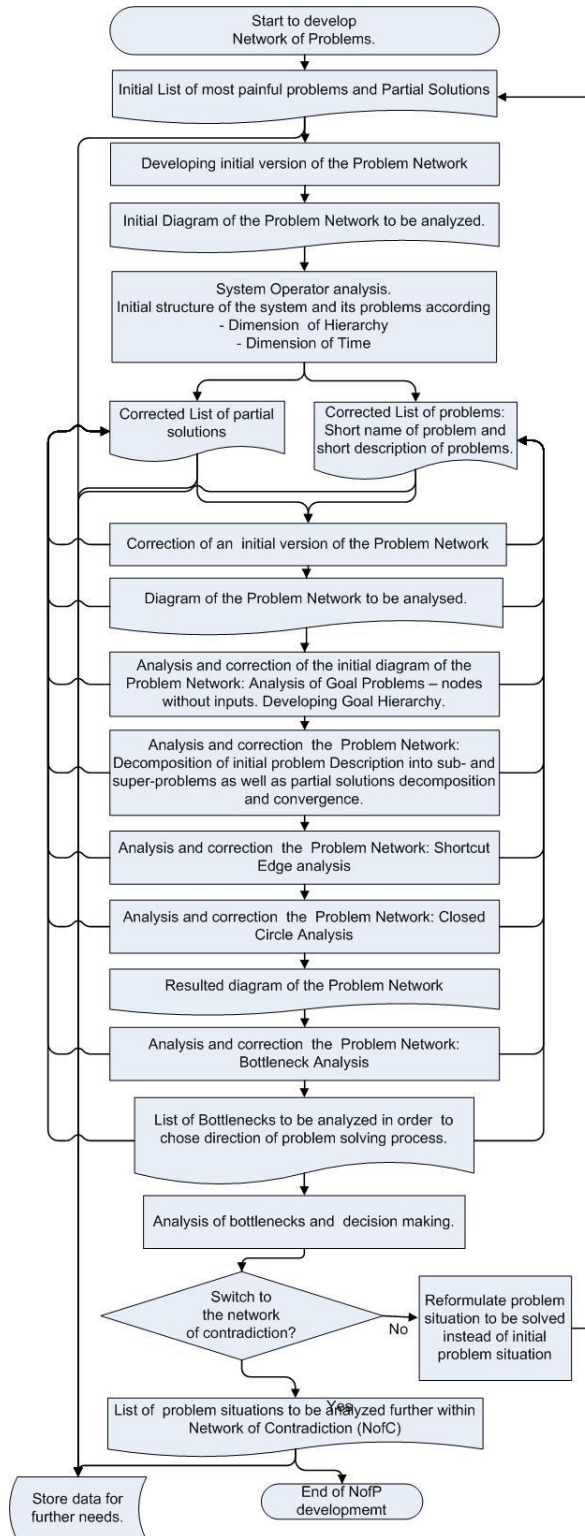 Start to develop
Network of Problems.
Initial List of most painful problems and Partial Solutions
Developing initial version of the Problem Network
Initial Diagram of the Problem Network to be analyzed.
System Operator analysis.
Initial structure of the system and its problems according
- Dimension of Hierarchy
- Dimension of Time
Corrected List of partial
solutions
Corrected List of problems:
Short name of problem and
short description of problems.
Correction of an initial version of the Problem Network
Diagram of the Problem Network to be analysed.
Analysis and correction of the initial diagram of the
Problem Network: Analysis of Goal Problems – nodes
without inputs. Developing Goal Hierarchy.
Analysis and correction the Problem Network:
Decomposition of initial problem Description into sub- and
super-problems as well as partial solutions decomposition
and convergence.
Analysis and correction the Problem Network: Shortcut
Edge analysis
Analysis and correction the Problem Network: Closed
Circle Analysis
Resulted diagram of the Problem Network
Analysis and correction the Problem Network:
Bottleneck Analysis
List of Bottlenecks to be analyzed in order to
chose direction of problem solving process.
Analysis of bottlenecks and decision making.
Switch to
the network
of contradiction?
No
Reformulate problem
situation to be solved
instead of initial
problem situation
Yes
List of problem situations to be analyzed further within
Network of Contradiction (NofC)
Store data for
further needs.
End of NofP
developmemt